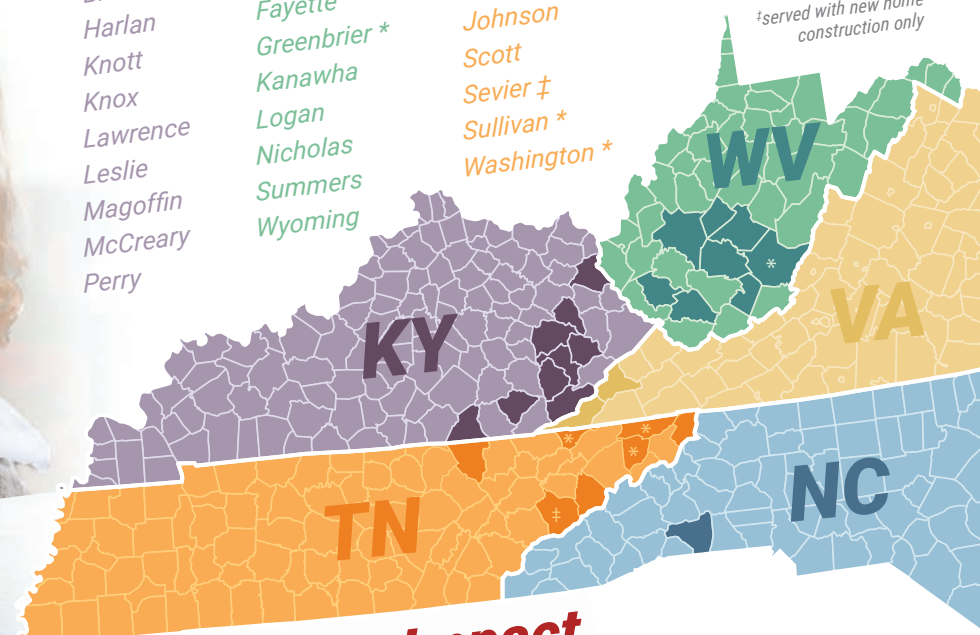 Harlan
Knott
Knox
Lawrence
Leslie
Magoffin
McCreary
Perry
Fayette
Greenbrier *
Kanawha
Logan
Nicholas
Summers
Wyoming
Johnson
Scott
Sevier ‡
Sullivan *
Washington *
‡served with new home
construction only
WV
*
KY
VA
TN
*
*
*
‡
NC